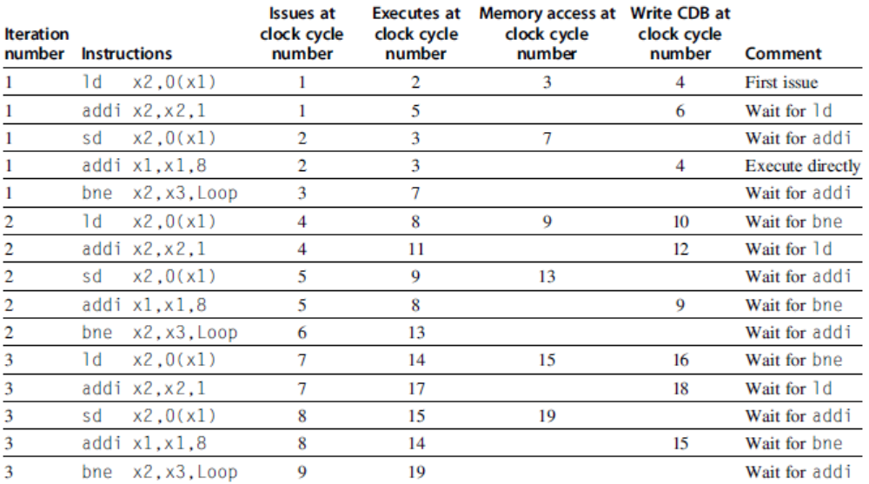 Issues at Executes at Memory access at Write CDB at
Iteration clock cycle clock cycle clock cycle clock cycle
number Instructions number number number number Comment
1 ld x2,0(x1) 1 2 3 4 First issue
1 addi x2,x2,1 1 5 6 Wait for ld
1 sd x2,0(x1) 2 3 7 Wait for addi
1 addi x1,x1,8 2 3 4 Execute directly
1 bne x2,x3,Loop 3 7 Wait for addi
2 ld x2,0(x1) 4 8 9 10 Wait for bne
2 addi x2,x2,1 4 11 12 Wait for ld
2 sd x2,0(x1) 5 9 13 Wait for addi
2 addi x1,x1,8 5 8 9 Wait for bne
2 bne x2,x3,Loop 6 13 Wait for addi
3 ld x2,0(x1) 7 14 15 16 Wait for bne
3 addi x2,x2,1 7 17 18 Wait for ld
3 sd x2,0(x1) 8 15 19 Wait for addi
3 addi x1,x1,8 8 14 15 Wait for bne
3 bne x2,x3,Loop 9 19 Wait for addi